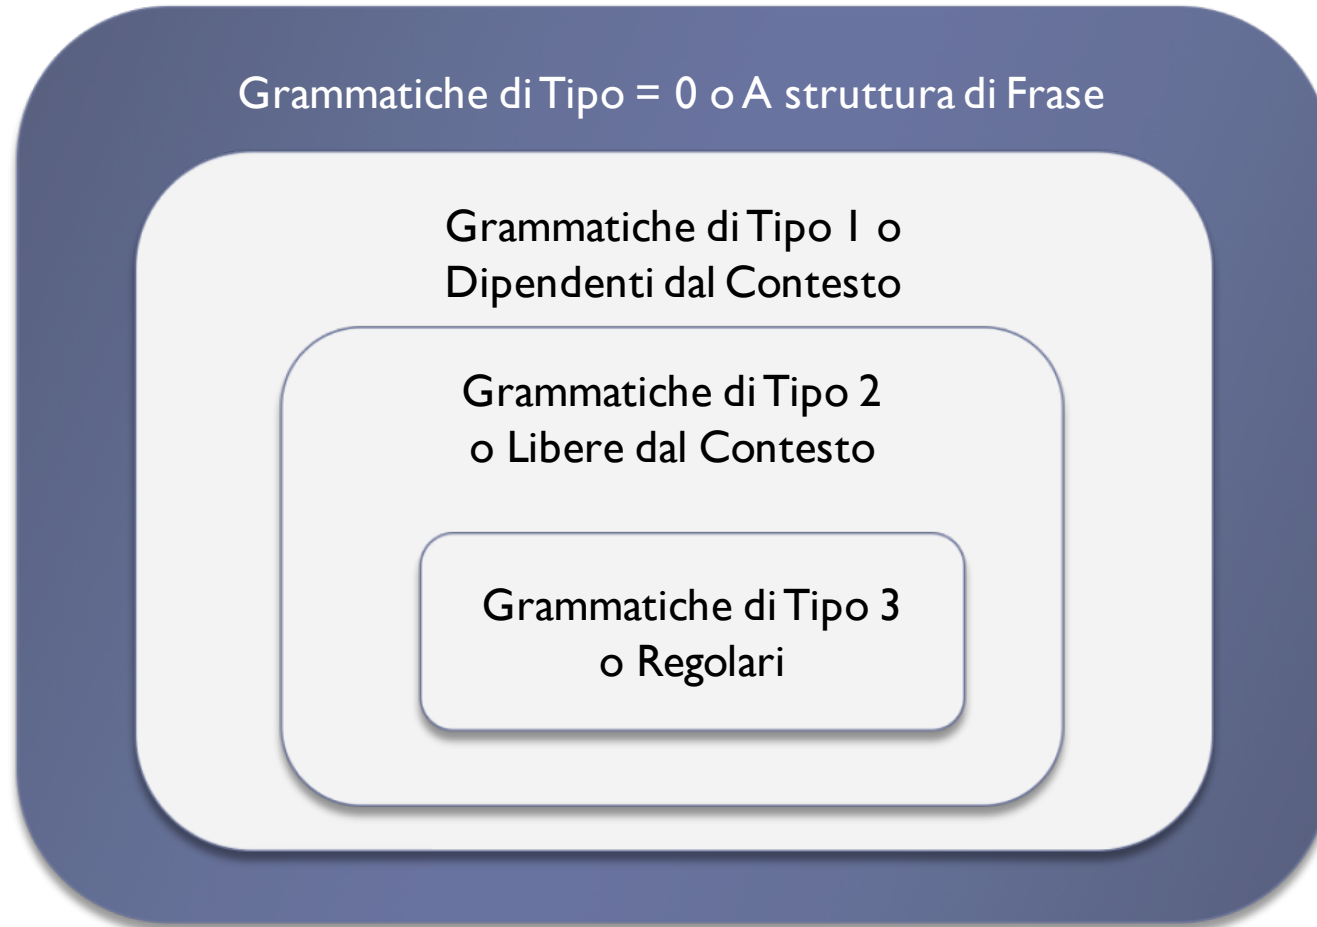 Grammatiche di Tipo = 0 o A struttura di Frase
Grammatiche di Tipo 1 o
Dipendenti dal Contesto
Grammatiche di Tipo 2
o Libere dal Contesto
Grammatiche di Tipo 3
o Regolari